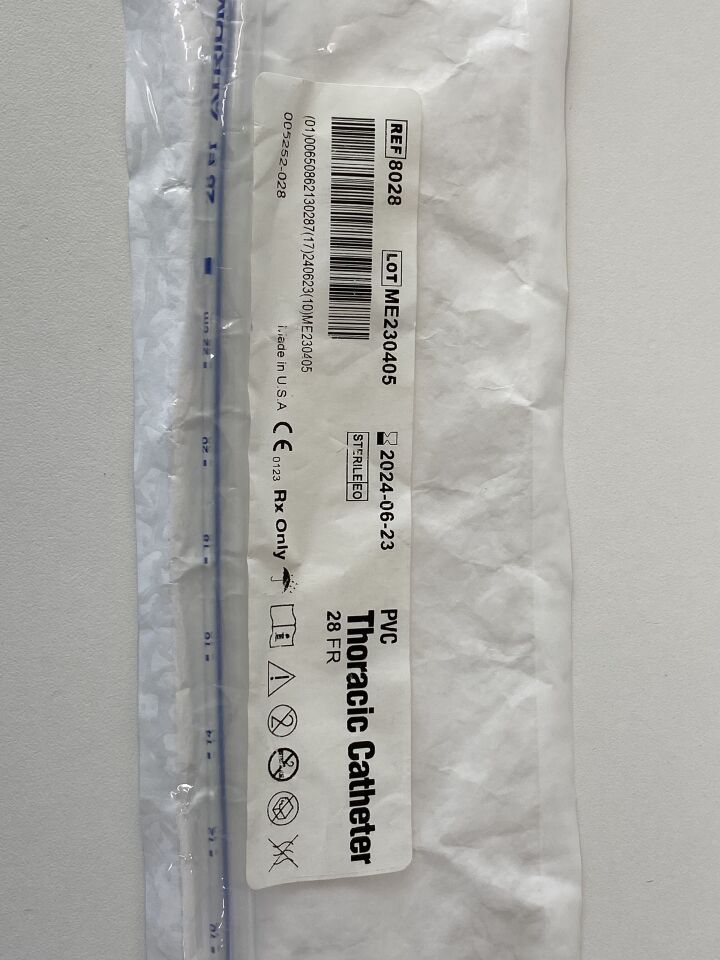 REF 8028 LOT ME230405 2024-06-23 PVC
STERILE EO Thoracic Catheter
28 FR
(01)00650862130287(17)240623(10)ME230405
005252-028 Made in U.S.A CE 0123 Rx Only